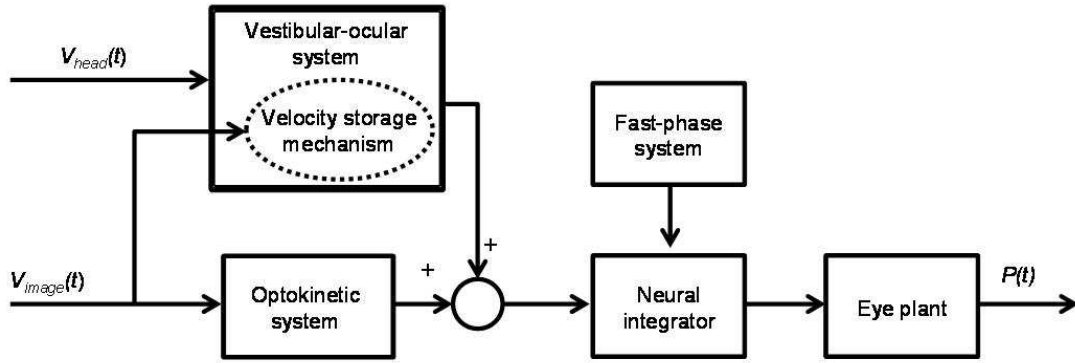 Vestibular-ocular
system
V_head(t)
Velocity storage
mechanism
Fast-phase
system
+
+
V_image(t)
Optokinetic
system
Neural
integrator
Eye plant
P(t)